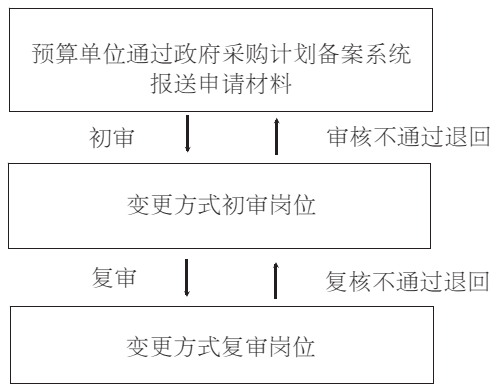 预算单位通过政府采购计划备案系统
报送申请材料
初审
审核不通过退回
变更方式初审岗位
复审
复核不通过退回
变更方式复审岗位